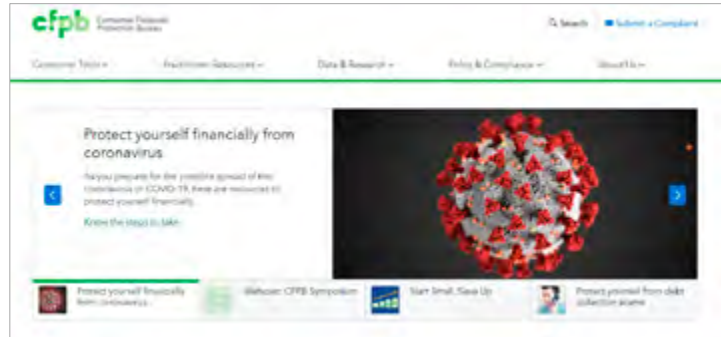 cfpb Consumer Financial
Protection Bureau
Search Submit a Complaint
Consumer Tools Practitioner Resources Data & Research Policy & Compliance About Us
Protect yourself financially from
coronavirus
As you prepare for the possible spread of the
coronavirus or COVID-19, there are resources to
protect yourself financially.
Know the steps to take
Protect yourself financially
from coronavirus
Webcast: CFPB Symposium
Start Small, Save Up
Protect yourself from debt
collection scams